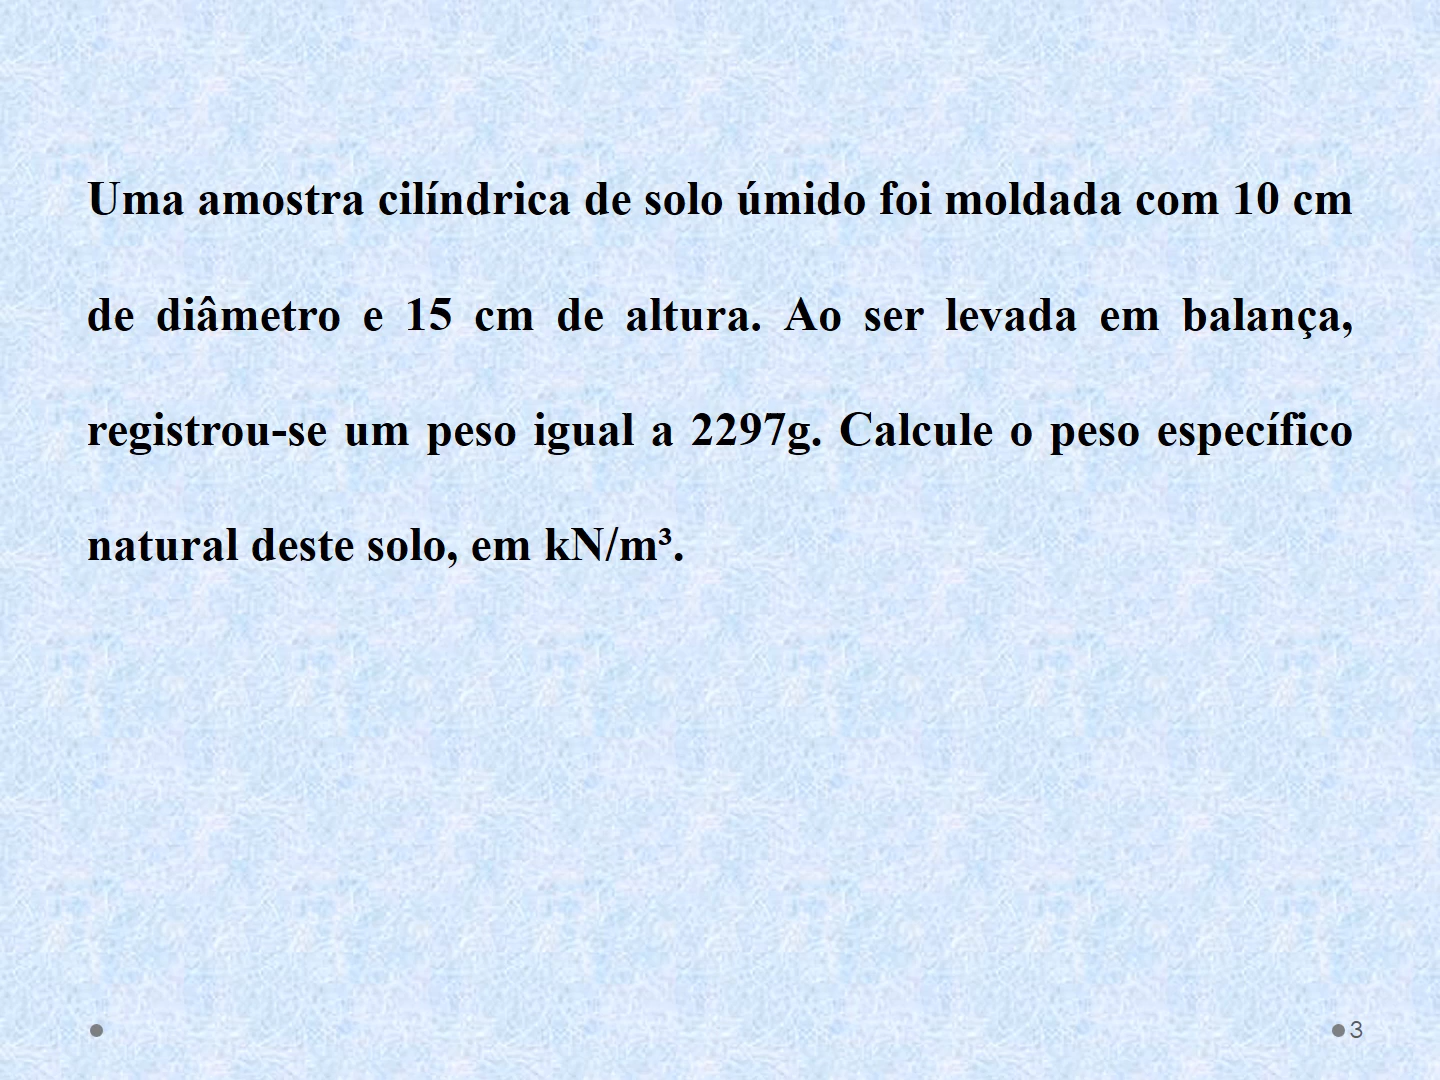 Uma amostra cilíndrica de solo úmido foi moldada com 10 cm
de diâmetro e 15 cm de altura. Ao ser levada em balança,
registrou-se um peso igual a 2297g. Calcule o peso específico
natural deste solo, em kN/m³.
3